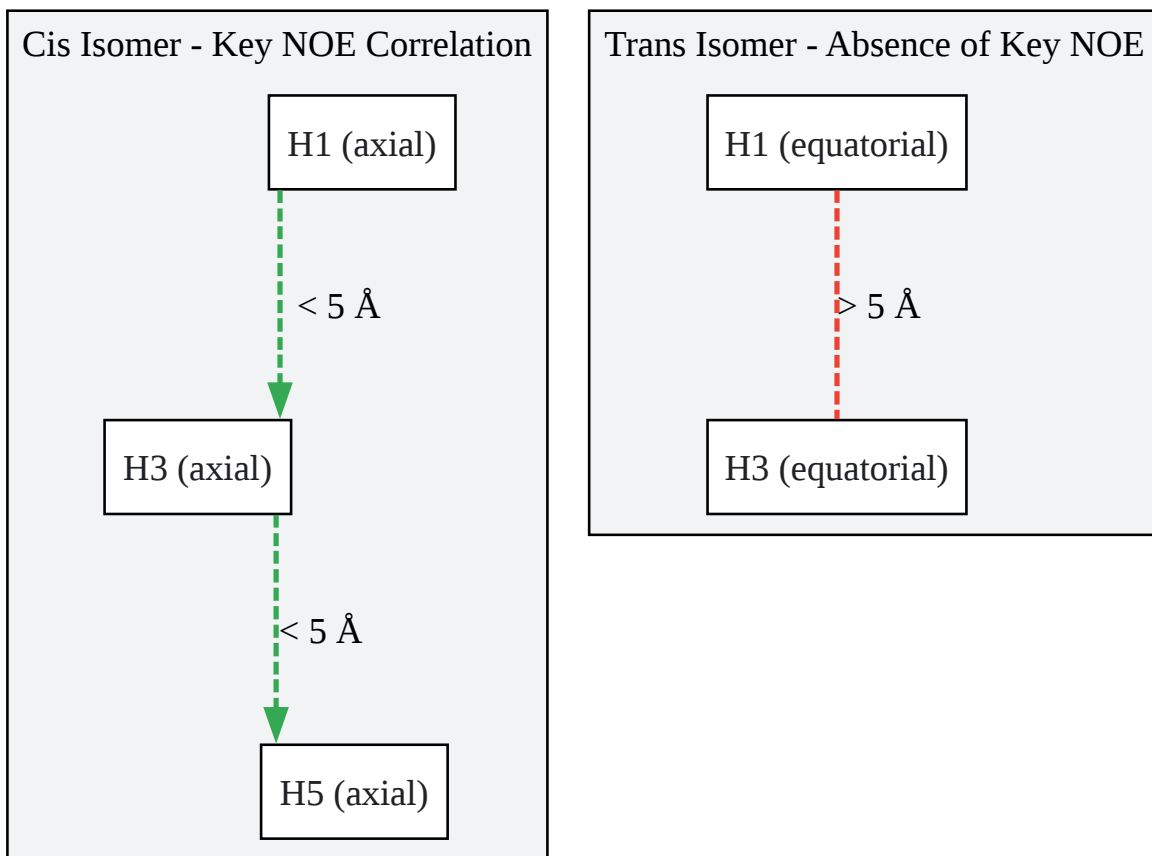 Cis Isomer - Key NOE Correlation
H1 (axial)
< 5 Å
H3 (axial)
< 5 Å
H5 (axial)
Trans Isomer - Absence of Key NOE
H1 (equatorial)
> 5 Å
H3 (equatorial)